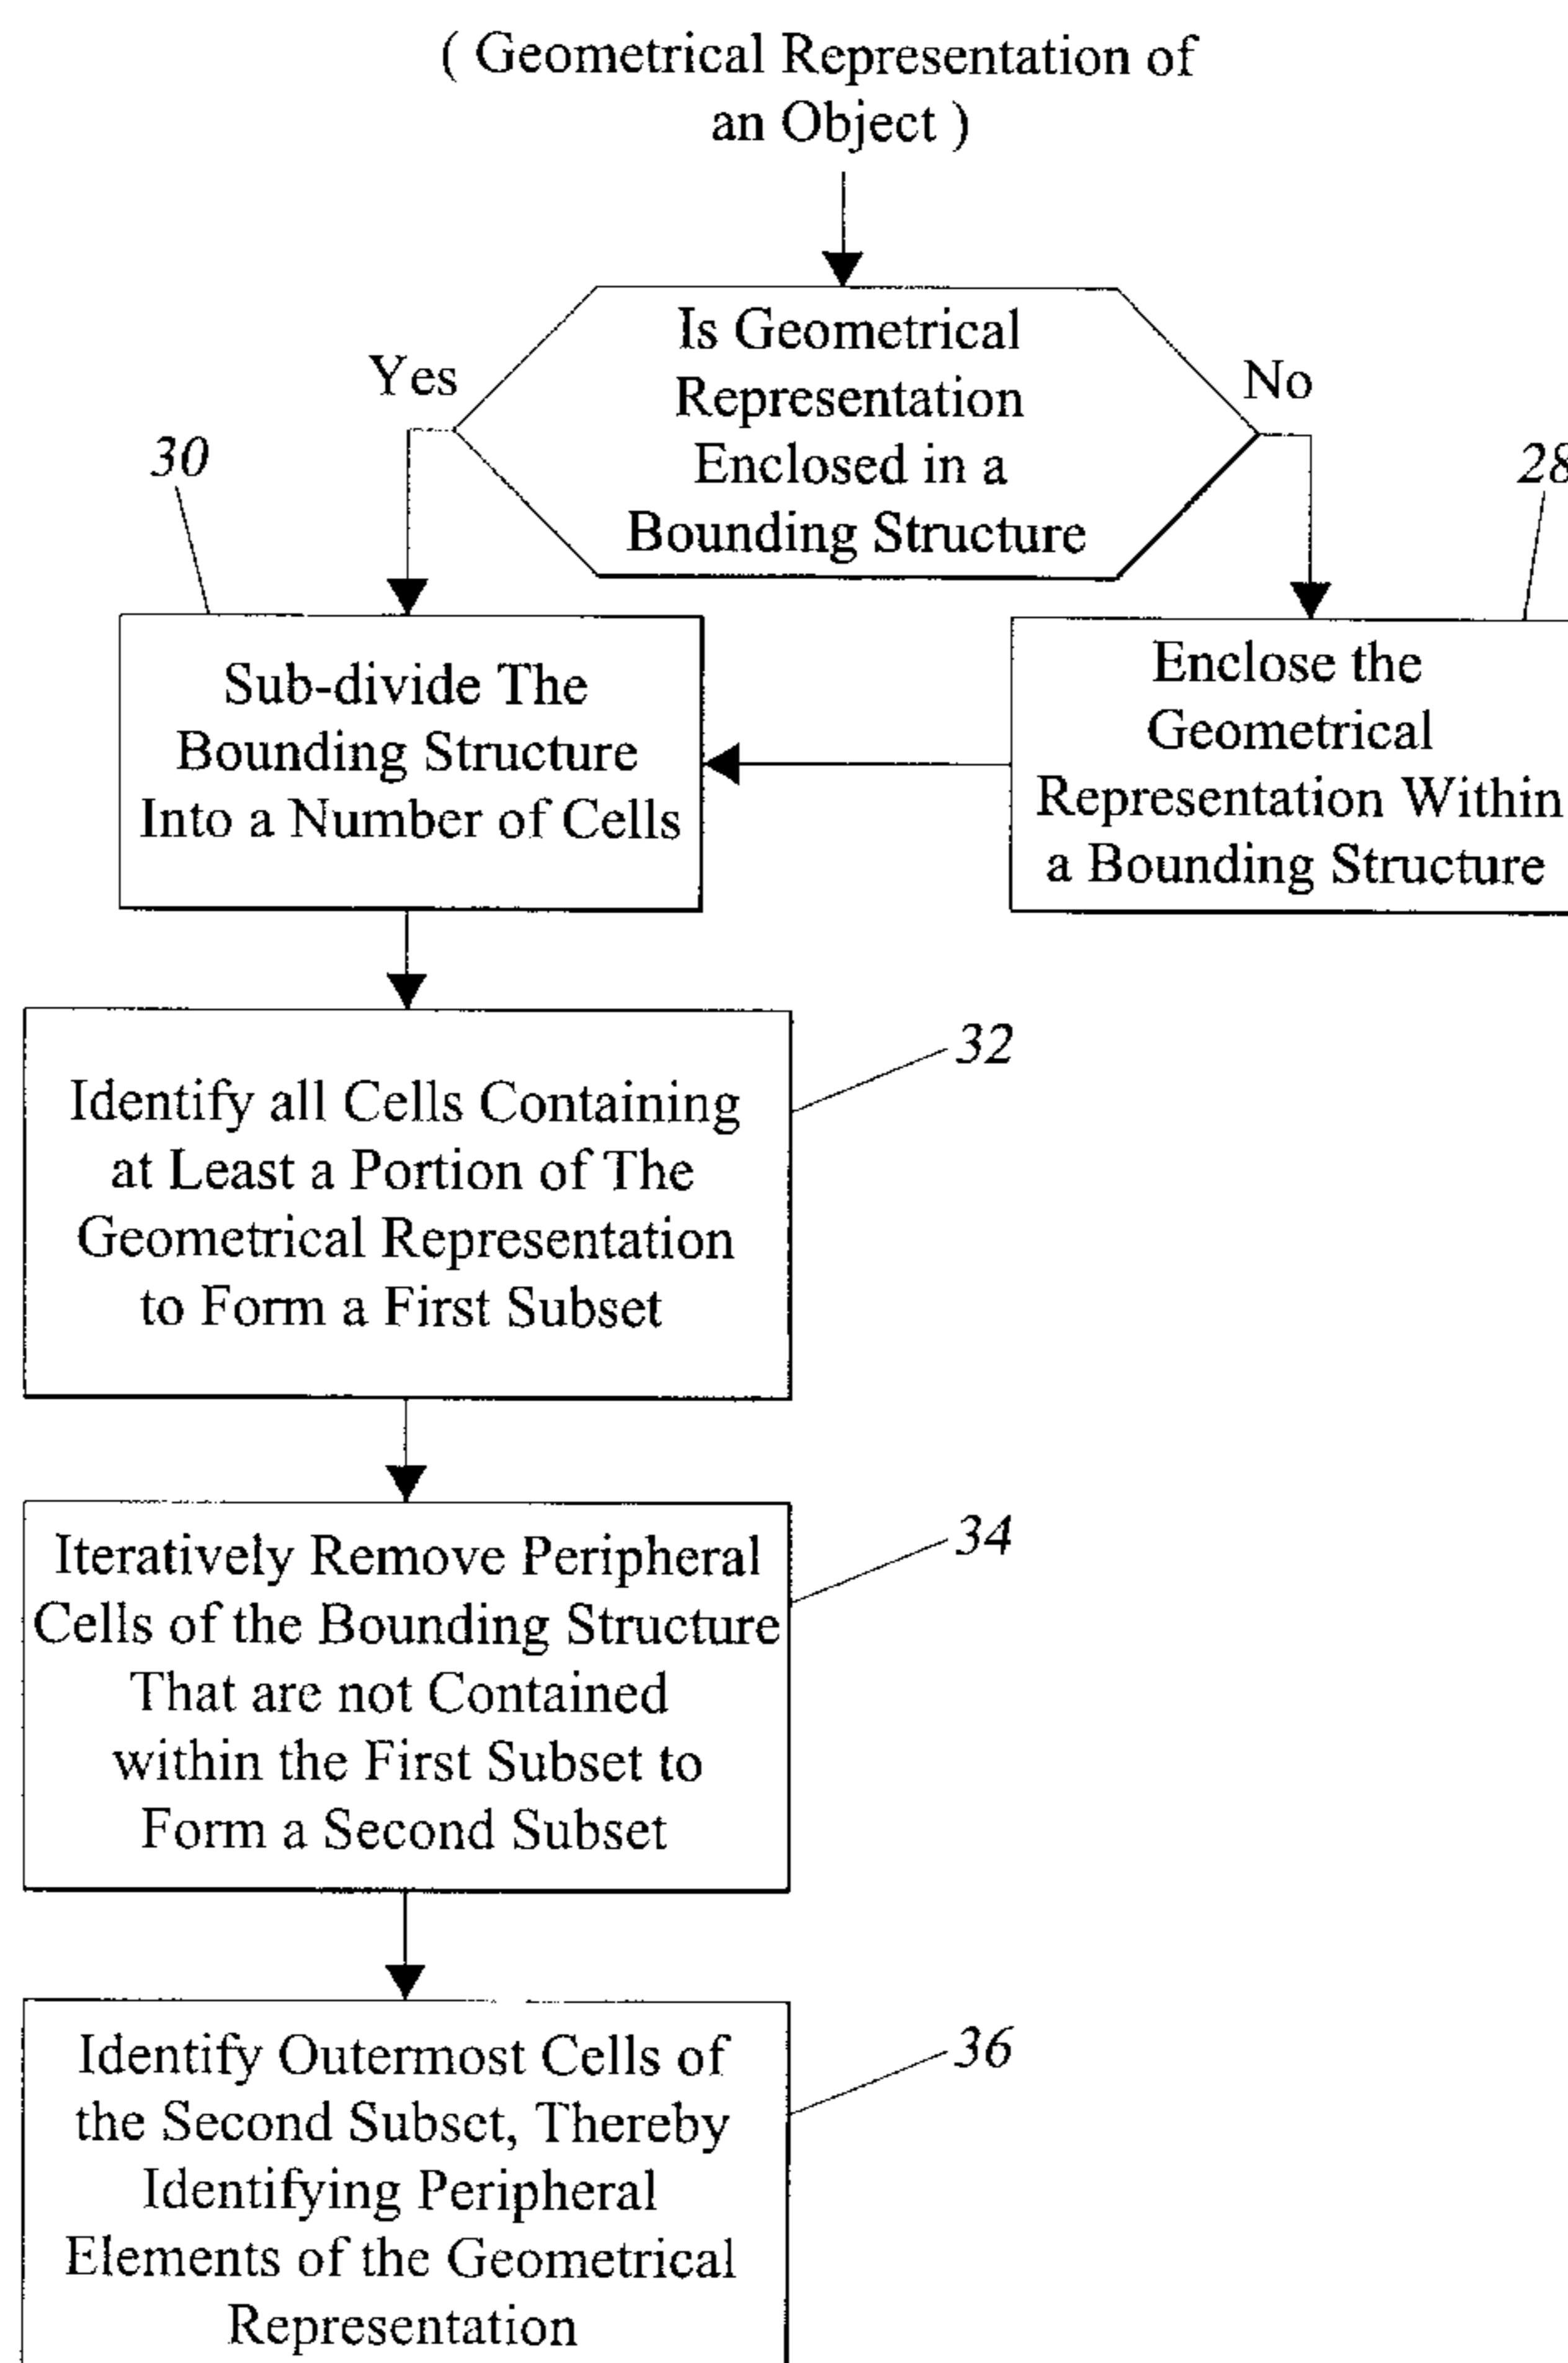 ( Geometrical Representation of
an Object )
Is Geometrical
Representation
Enclosed in a
Bounding Structure
Yes
No
30
28
Sub-divide The
Bounding Structure
Into a Number of Cells
Enclose the
Geometrical
Representation Within
a Bounding Structure
32
Identify all Cells Containing
at Least a Portion of The
Geometrical Representation
to Form a First Subset
34
Iteratively Remove Peripheral
Cells of the Bounding Structure
That are not Contained
within the First Subset to
Form a Second Subset
36
Identify Outermost Cells of
the Second Subset, Thereby
Identifying Peripheral
Elements of the Geometrical
Representation